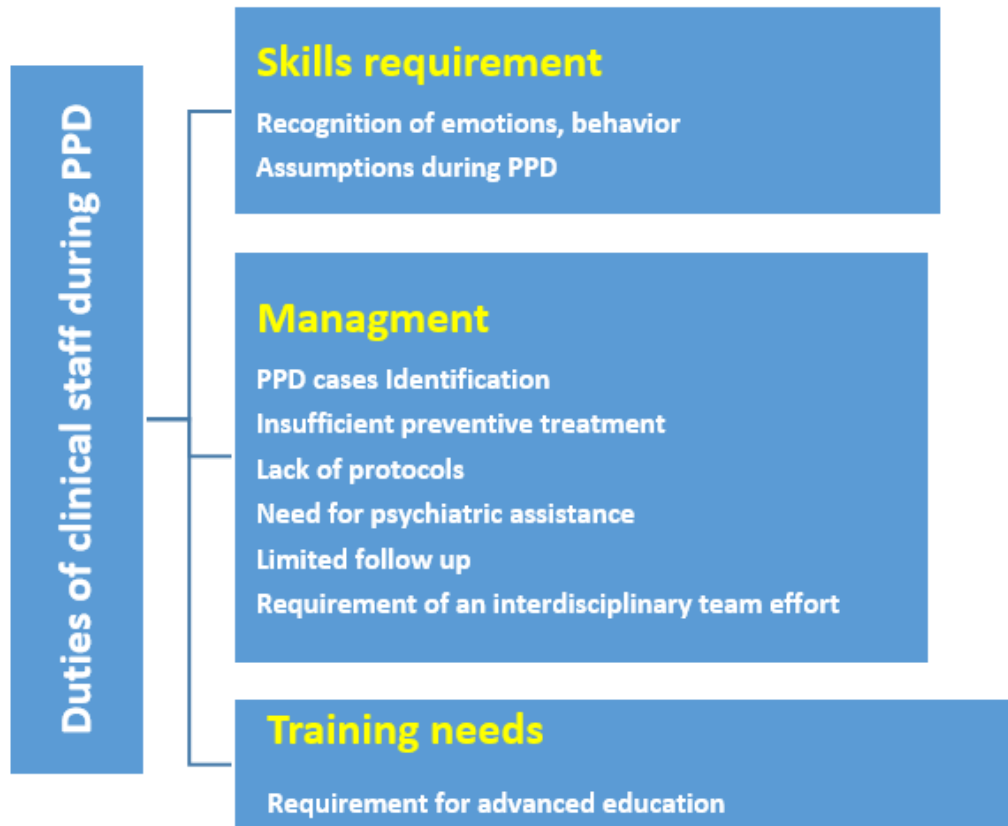 Duties of clinical staff during PPD
Skills requirement
Recognition of emotions, behavior
Assumptions during PPD
Managment
PPD cases Identification
Insufficient preventive treatment
Lack of protocols
Need for psychiatric assistance
Limited follow up
Requirement of an interdisciplinary team effort
Training needs
Requirement for advanced education